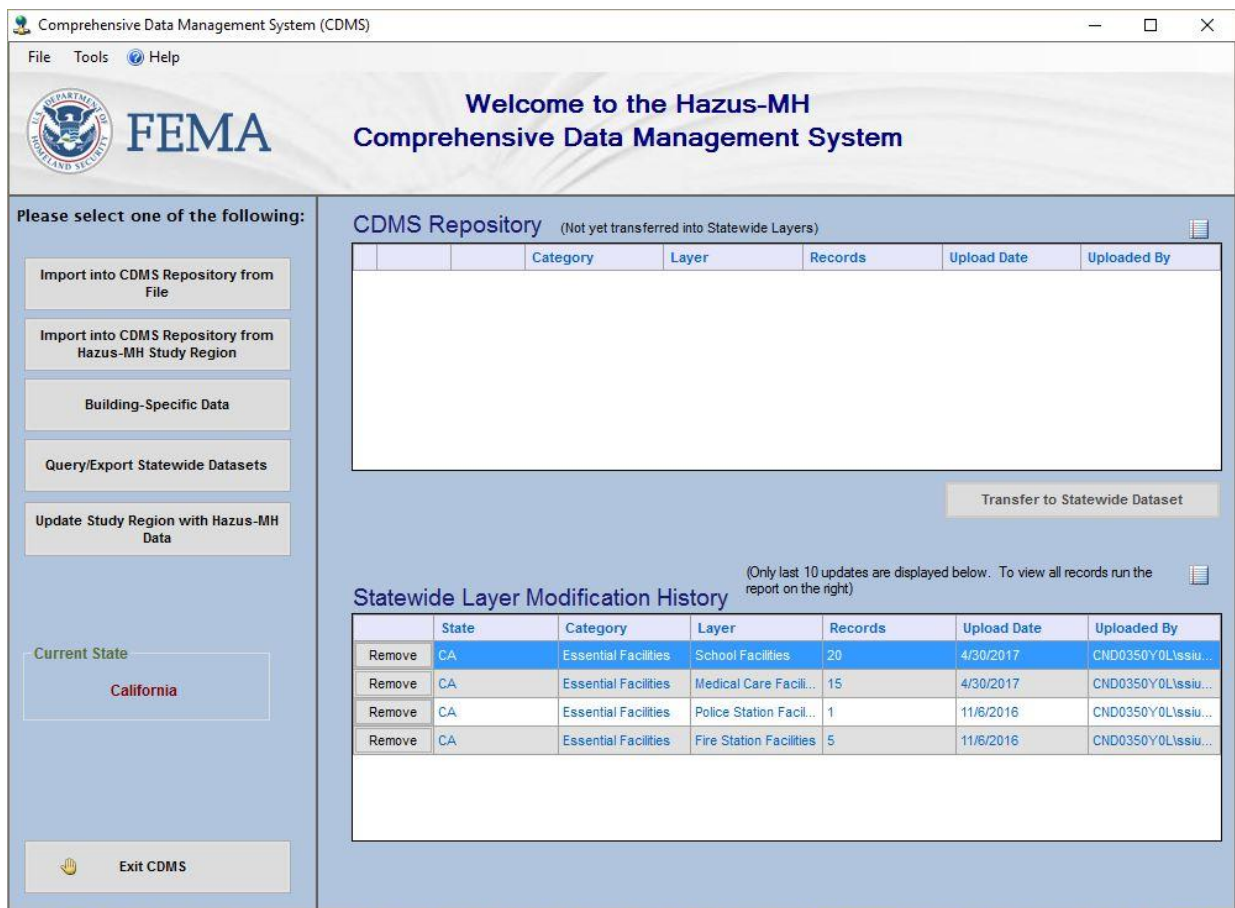 Comprehensive Data Management System (CDMS)
File Tools Help
U.S. DEPARTMENT OF HOMELAND SECURITY
FEMA
Welcome to the Hazus-MH
Comprehensive Data Management System
Please select one of the following:
Import into CDMS Repository from
File
Import into CDMS Repository from
Hazus-MH Study Region
Building-Specific Data
Query/Export Statewide Datasets
Update Study Region with Hazus-MH
Data
Current State
California
Exit CDMS
CDMS Repository (Not yet transferred into Statewide Layers)
Category Layer Records Upload Date Uploaded By
Transfer to Statewide Dataset
(Only last 10 updates are displayed below. To view all records run the
report on the right)
Statewide Layer Modification History
State Category Layer Records Upload Date Uploaded By
Remove CA Essential Facilities School Facilities 20 4/30/2017 CND0350Y0L\ssiu...
Remove CA Essential Facilities Medical Care Facili... 15 4/30/2017 CND0350Y0L\ssiu...
Remove CA Essential Facilities Police Station Facil... 1 11/6/2016 CND0350Y0L\ssiu...
Remove CA Essential Facilities Fire Station Facilities 5 11/6/2016 CND0350Y0L\ssiu...